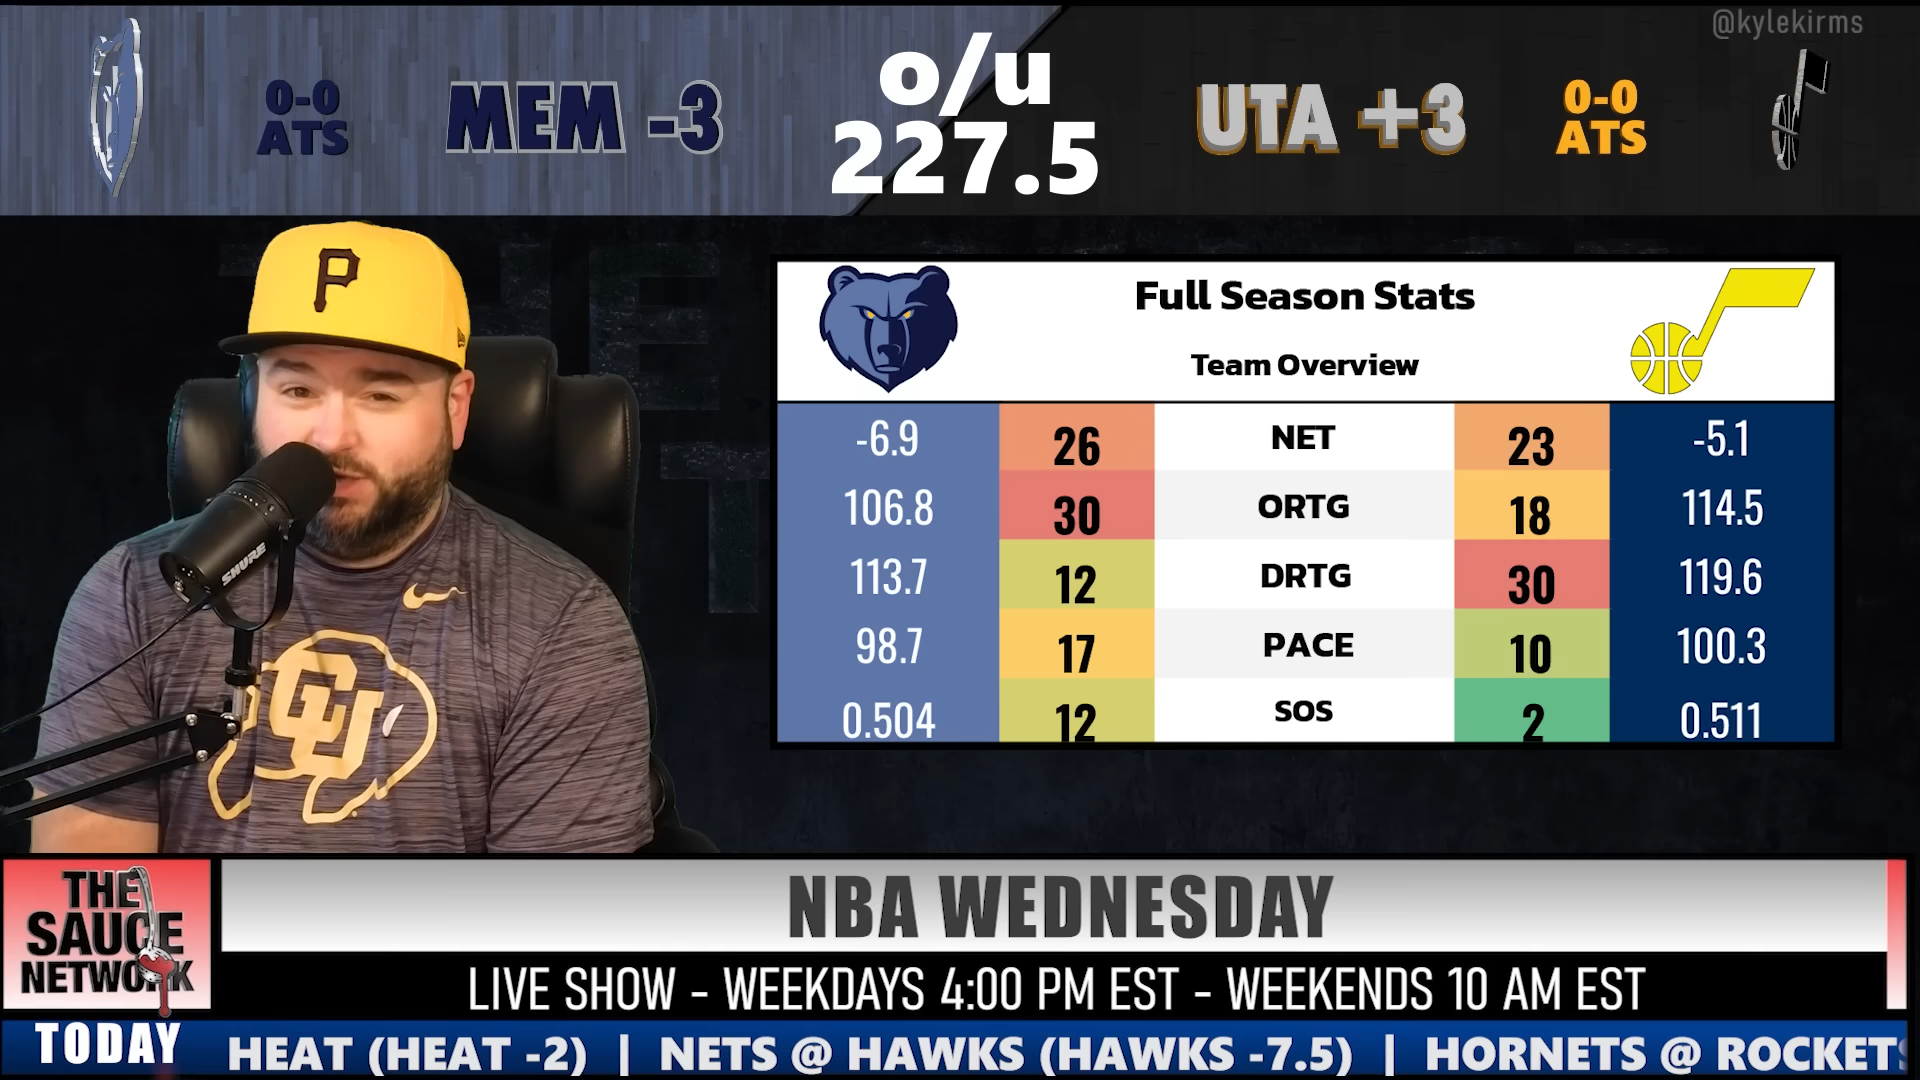 @kylekirms
0-0
ATS
MEM -3
o/u
227.5
UTA +3
0-0
ATS
P
Full Season Stats
Team Overview
-6.9 26 NET 23 -5.1
106.8 30 ORTG 18 114.5
113.7 12 DRTG 30 119.6
98.7 17 PACE 10 100.3
0.504 12 SOS 2 0.511
SHURE
CU
THE
SAUCE
NETWORK
NBA WEDNESDAY
LIVE SHOW - WEEKDAYS 4:00 PM EST - WEEKENDS 10 AM EST
TODAY
HEAT (HEAT -2) | NETS @ HAWKS (HAWKS -7.5) | HORNETS @ ROCKETS